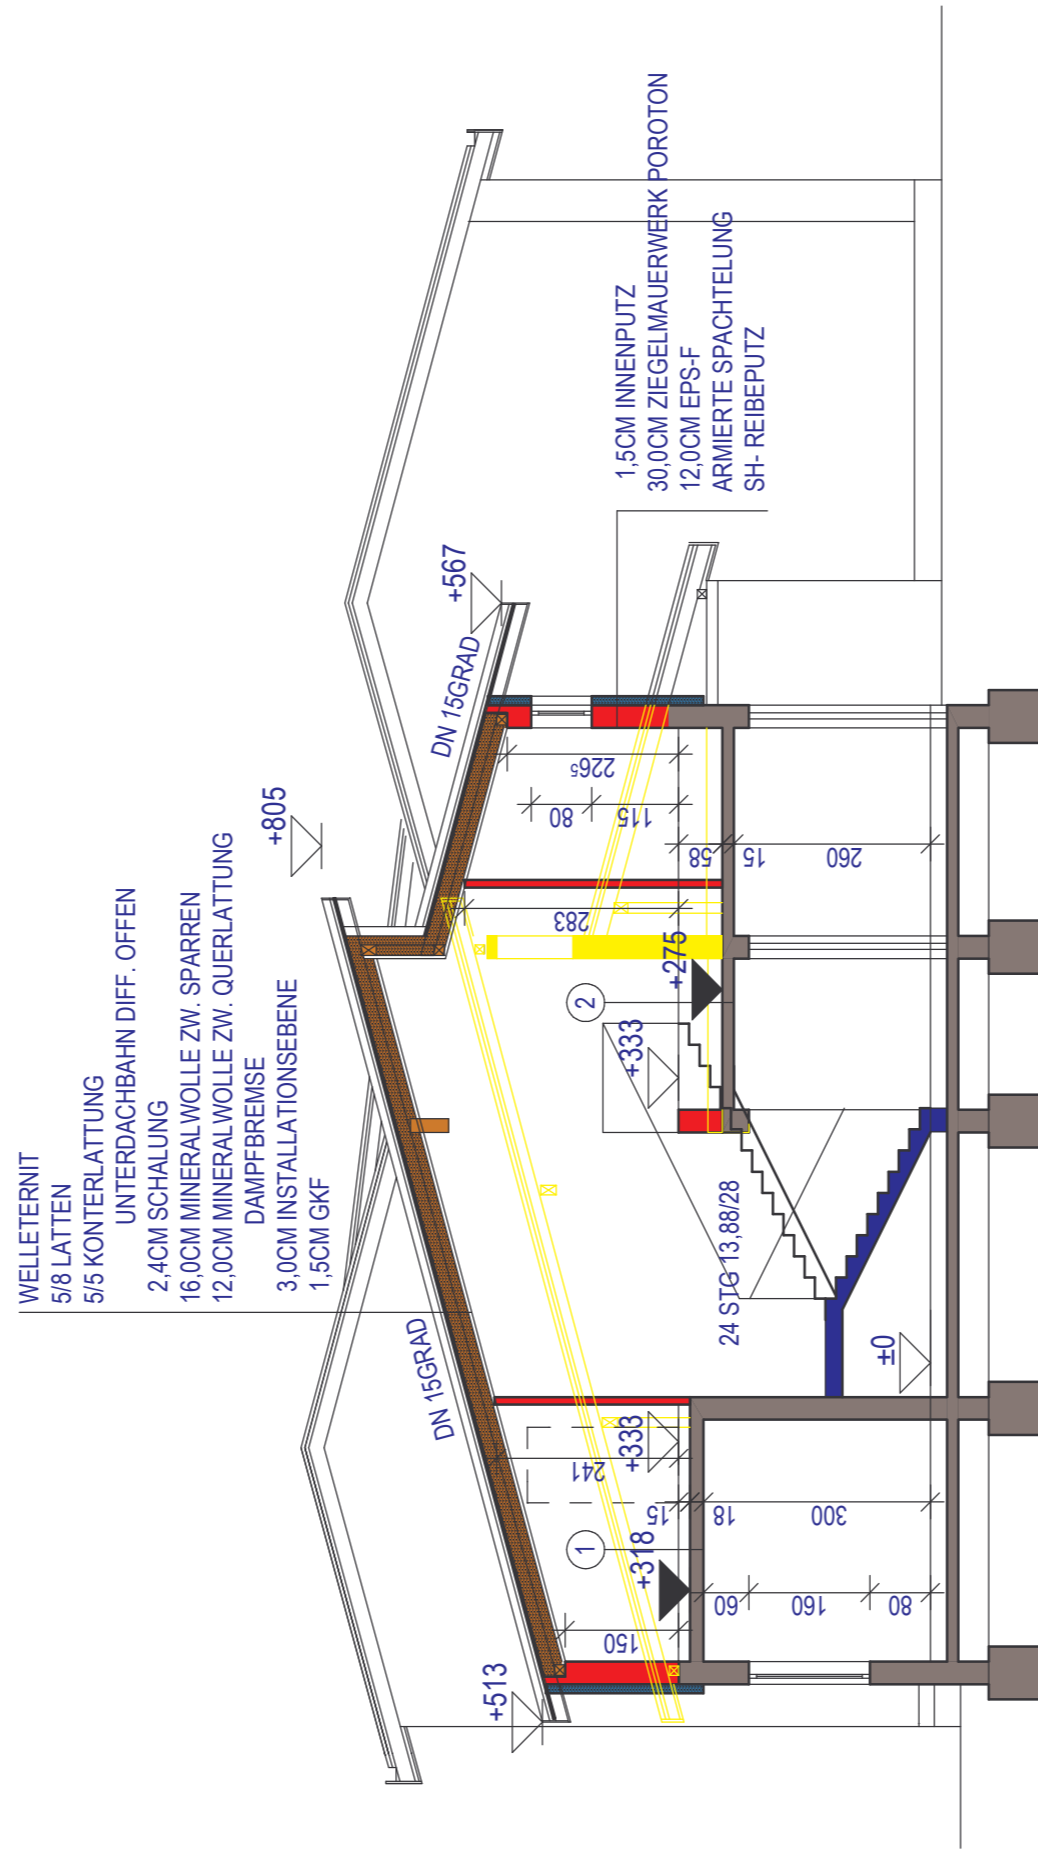 WELLETERNIT
5/8 LATTEN
5/5 KONTERLATTUNG
UNTERDACHBAHN DIFF. OFFEN
2,4CM SCHALUNG
16,0CM MINERALWOLLE ZW. SPARREN
12,0CM MINERALWOLLE ZW. QUERLATTUNG
DAMPFBREMSE
3,0CM INSTALLATIONSEBENE
1,5CM GKF
+805
+567
DN 15GRAD
DN 15GRAD
1,5CM INNENPUTZ
30,0CM ZIEGELMAUERWERK POROTON
12,0CM EPS-F
ARMIERTE SPACHTELUNG
SH- REIBEPUTZ
+513
150
241
283
226⁵
80
115
+318
1
+333
+333
2
+275
15
18
300
60
160
80
58
15
260
24 STG 13,88/28
±0